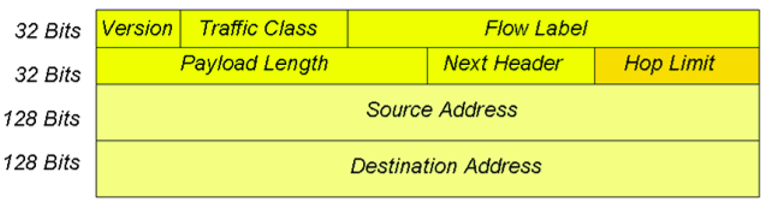 32 Bits Version Traffic Class Flow Label
32 Bits Payload Length Next Header Hop Limit
128 Bits Source Address
128 Bits Destination Address